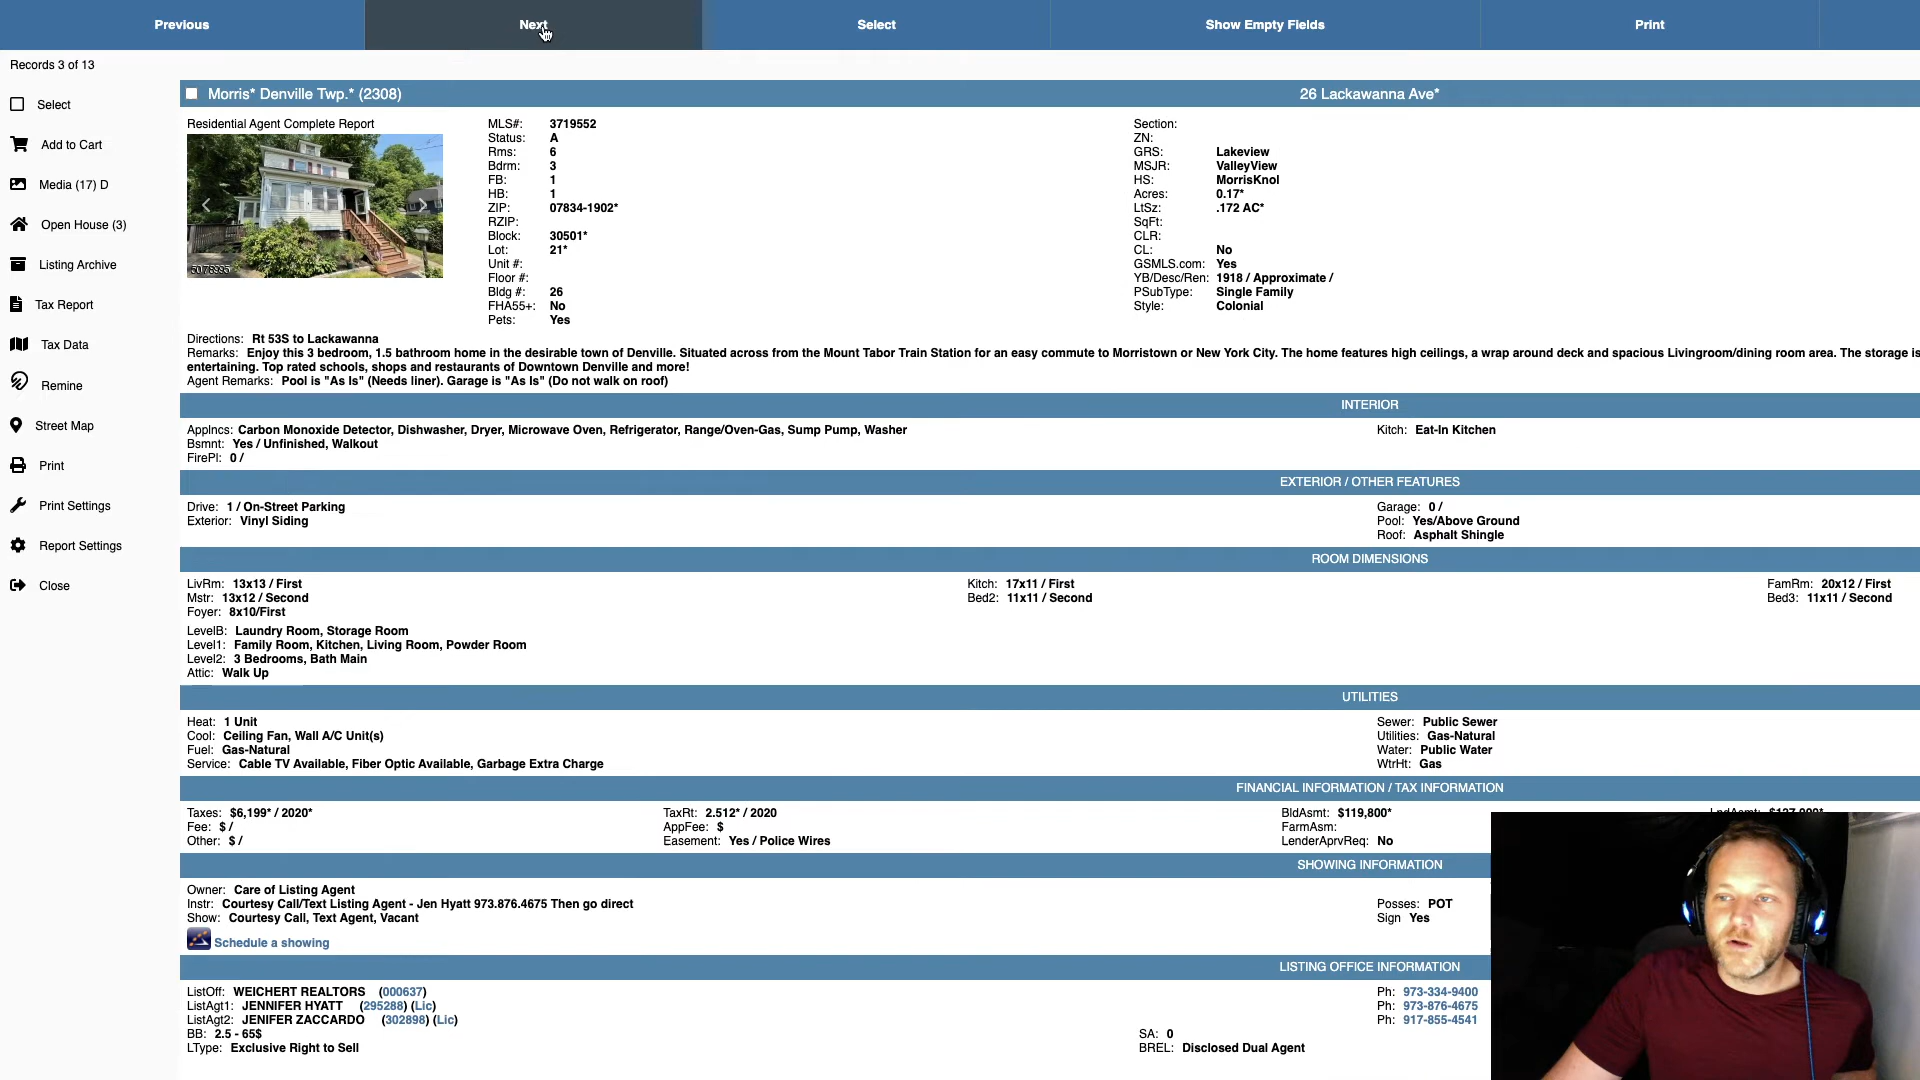 Previous Next Select Show Empty Fields Print
Records 3 of 13
Select
Add to Cart
Media (17) D
Open House (3)
Listing Archive
Tax Report
Tax Data
Remine
Street Map
Print
Print Settings
Report Settings
Close
Morris* Denville Twp.* (2308) 26 Lackawanna Ave*
Residential Agent Complete Report
MLS#: 3719552
Status: A
Rms: 6
Bdrm: 3
FB: 1
HB: 1
ZIP: 07834-1902*
RZIP:
Block: 30501*
Lot: 21*
Unit #:
Floor #:
Bldg #: 26
FHA55+: No
Pets: Yes
Section:
ZN:
GRS: Lakeview
MSJR: ValleyView
HS: MorrisKnol
Acres: 0.17*
LtSz: .172 AC*
SqFt:
CLR:
CL: No
GSMLS.com: Yes
YB/Desc/Ren: 1918 / Approximate /
PSubType: Single Family
Style: Colonial
Directions: Rt 53S to Lackawanna
Remarks: Enjoy this 3 bedroom, 1.5 bathroom home in the desirable town of Denville. Situated across from the Mount Tabor Train Station for an easy commute to Morristown or New York City. The home features high ceilings, a wrap around deck and spacious Livingroom/dining room area. The storage is
entertaining. Top rated schools, shops and restaurants of Downtown Denville and more!
Agent Remarks: Pool is "As Is" (Needs liner). Garage is "As Is" (Do not walk on roof)
INTERIOR
Applncs: Carbon Monoxide Detector, Dishwasher, Dryer, Microwave Oven, Refrigerator, Range/Oven-Gas, Sump Pump, Washer Kitch: Eat-In Kitchen
Bsmnt: Yes / Unfinished, Walkout
FirePl: 0 /
EXTERIOR / OTHER FEATURES
Drive: 1 / On-Street Parking Garage: 0 /
Exterior: Vinyl Siding Pool: Yes/Above Ground
Roof: Asphalt Shingle
ROOM DIMENSIONS
LivRm: 13x13 / First Kitch: 17x11 / First FamRm: 20x12 / First
Mstr: 13x12 / Second Bed2: 11x11 / Second Bed3: 11x11 / Second
Foyer: 8x10/First
LevelB: Laundry Room, Storage Room
Level1: Family Room, Kitchen, Living Room, Powder Room
Level2: 3 Bedrooms, Bath Main
Attic: Walk Up
UTILITIES
Heat: 1 Unit Sewer: Public Sewer
Cool: Ceiling Fan, Wall A/C Unit(s) Utilities: Gas-Natural
Fuel: Gas-Natural Water: Public Water
Service: Cable TV Available, Fiber Optic Available, Garbage Extra Charge WtrHt: Gas
FINANCIAL INFORMATION / TAX INFORMATION
Taxes: $6,199* / 2020* TaxRt: 2.512* / 2020 BldAsmt: $119,800*
Fee: $ / AppFee: $ FarmAsm:
Other: $ / Easement: Yes / Police Wires LenderAprvReq: No
SHOWING INFORMATION
Owner: Care of Listing Agent
Instr: Courtesy Call/Text Listing Agent - Jen Hyatt 973.876.4675 Then go direct Posses: POT
Show: Courtesy Call, Text Agent, Vacant Sign Yes
Schedule a showing
LISTING OFFICE INFORMATION
ListOff: WEICHERT REALTORS (000637) Ph: 973-334-9400
ListAgt1: JENNIFER HYATT (295288) (Lic) Ph: 973-876-4675
ListAgt2: JENIFER ZACCARDO (302898) (Lic) Ph: 917-855-4541
BB: 2.5 - 65$ SA: 0
LType: Exclusive Right to Sell BREL: Disclosed Dual Agent